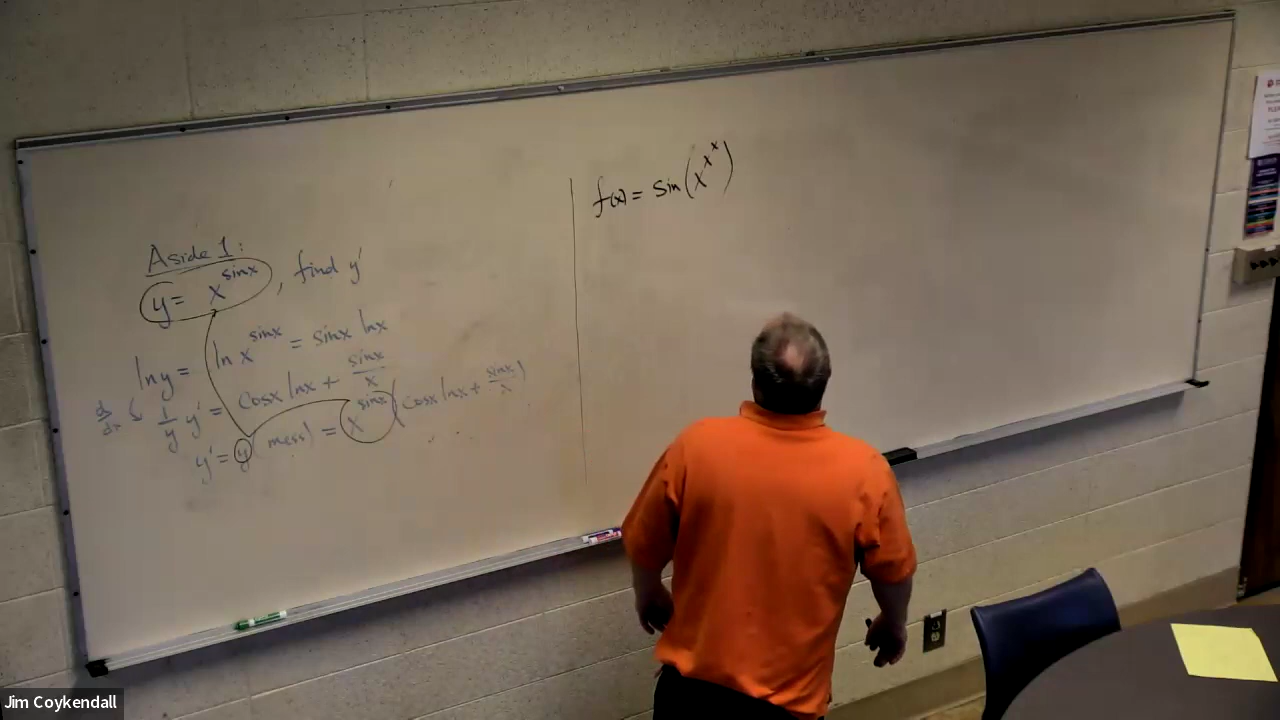 Aside 1:
y = x^sinx , find y'
ln y = ln x^sinx = sinx lnx
d/dx ( 1/y y' = cosx lnx + sinx/x
y' = y( mess) = x^sinx ( cosx lnx + sinx/x )
f(x) = sin(x^x^x)
Jim Coykendall